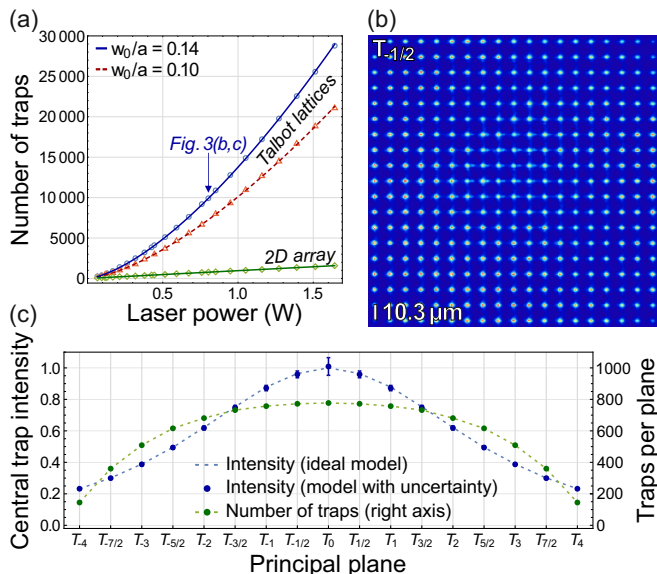 (a)
w₀/a = 0.14
w₀/a = 0.10
Fig. 3(b,c)
Talbot lattices
2D array
30 000
25 000
20 000
15 000
10 000
5000
0
Number of traps
0.5 1.0 1.5
Laser power (W)
(b)
T-1/2
I 10.3 µm
(c)
1.0
0.8
0.6
0.4
0.2
0.0
Central trap intensity
Intensity (ideal model)
Intensity (model with uncertainty)
Number of traps (right axis)
1000
800
600
400
200
0
Traps per plane
T-4 T-7/2 T-3 T-5/2 T-2 T-3/2 T-1 T-1/2 T0 T1/2 T1 T3/2 T2 T5/2 T3 T7/2 T4
Principal plane